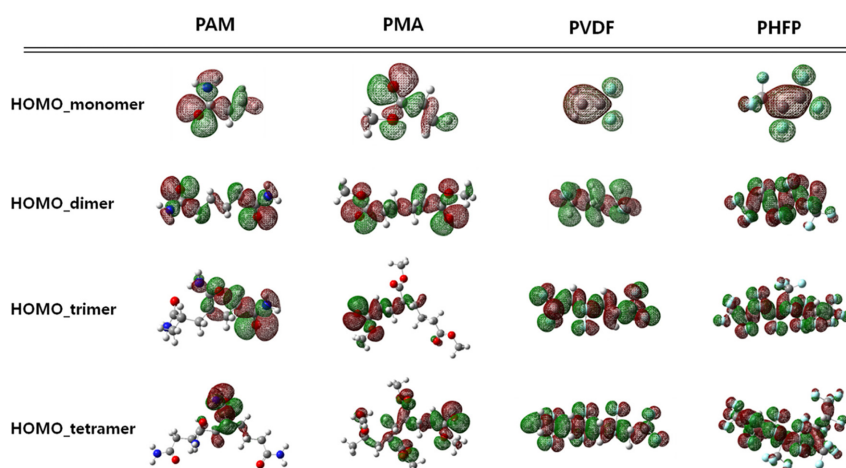 PAM PMA PVDF PHFP
HOMO_monomer
HOMO_dimer
HOMO_trimer
HOMO_tetramer